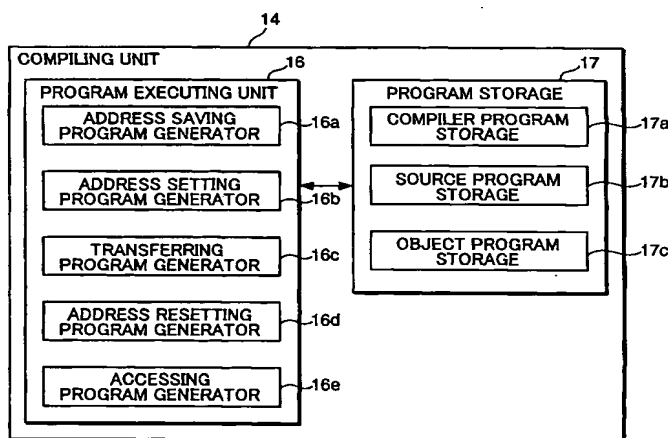 14
COMPILING UNIT
16
PROGRAM EXECUTING UNIT
ADDRESS SAVING
PROGRAM GENERATOR
16a
ADDRESS SETTING
PROGRAM GENERATOR
16b
TRANSFERRING
PROGRAM GENERATOR
16c
ADDRESS RESETTING
PROGRAM GENERATOR
16d
ACCESSING
PROGRAM GENERATOR
16e
17
PROGRAM STORAGE
COMPILER PROGRAM
STORAGE
17a
SOURCE PROGRAM
STORAGE
17b
OBJECT PROGRAM
STORAGE
17c